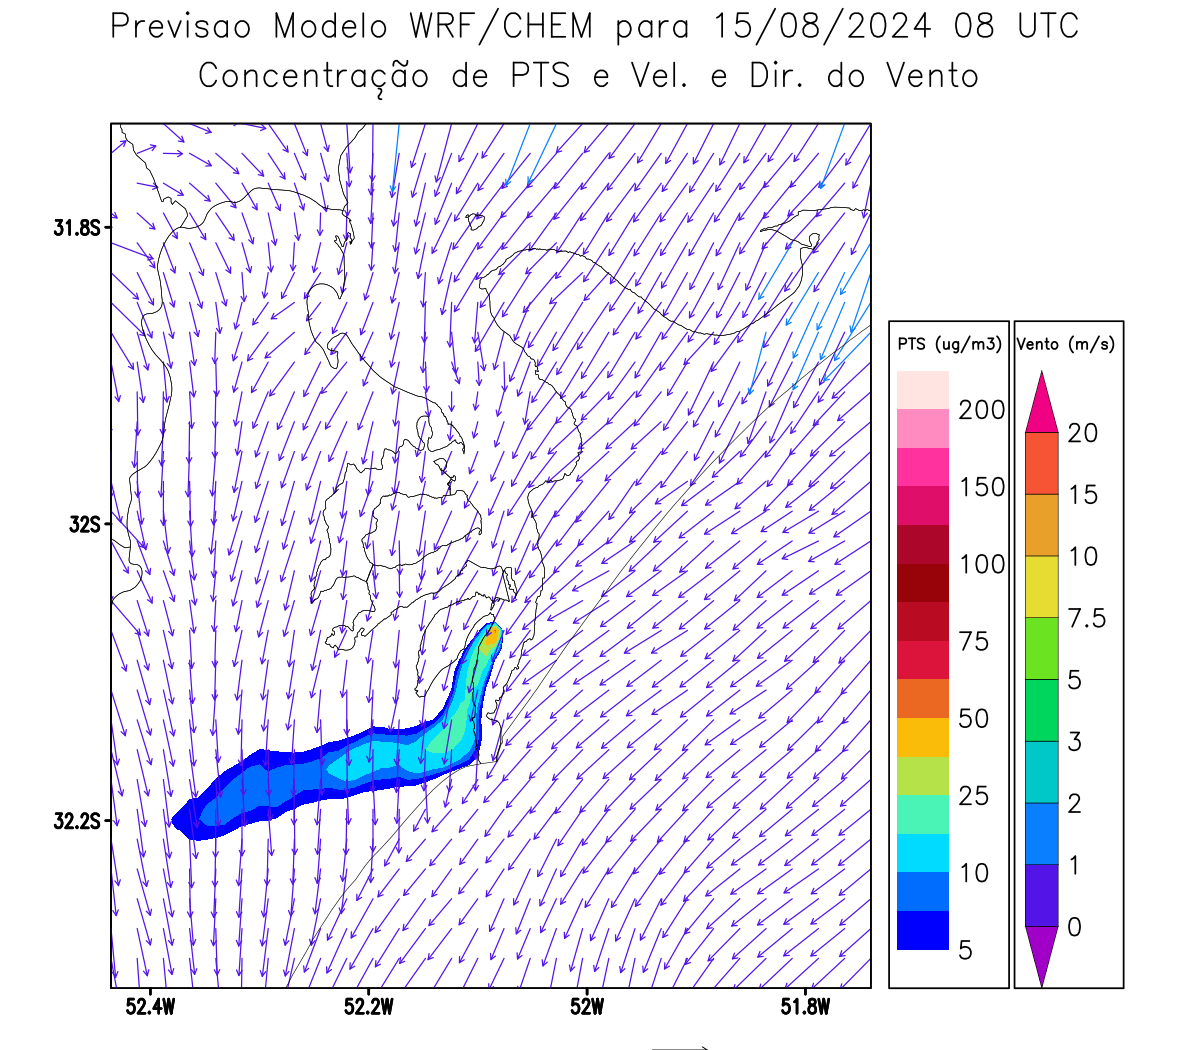 Previsao Modelo WRF/CHEM para 15/08/2024 08 UTC
Concentração de PTS e Vel. e Dir. do Vento
31.8S
32S
32.2S
52.4W
52.2W
52W
51.8W
PTS (ug/m3)
200
150
100
75
50
25
10
5
Vento (m/s)
20
15
10
7.5
5
3
2
1
0